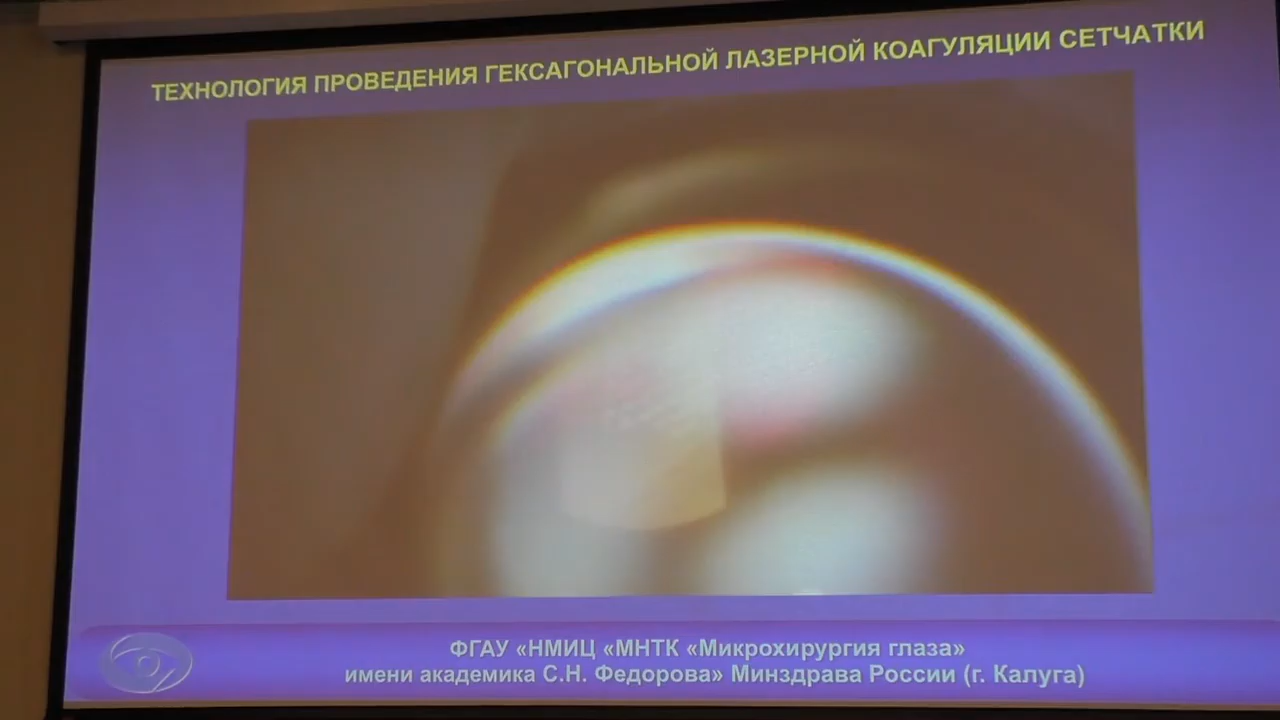 ТЕХНОЛОГИЯ ПРОВЕДЕНИЯ ГЕКСАГОНАЛЬНОЙ ЛАЗЕРНОЙ КОАГУЛЯЦИИ СЕТЧАТКИ
ФГАУ «НМИЦ «МНТК «Микрохирургия глаза»
имени академика С.Н. Федорова» Минздрава России (г. Калуга)